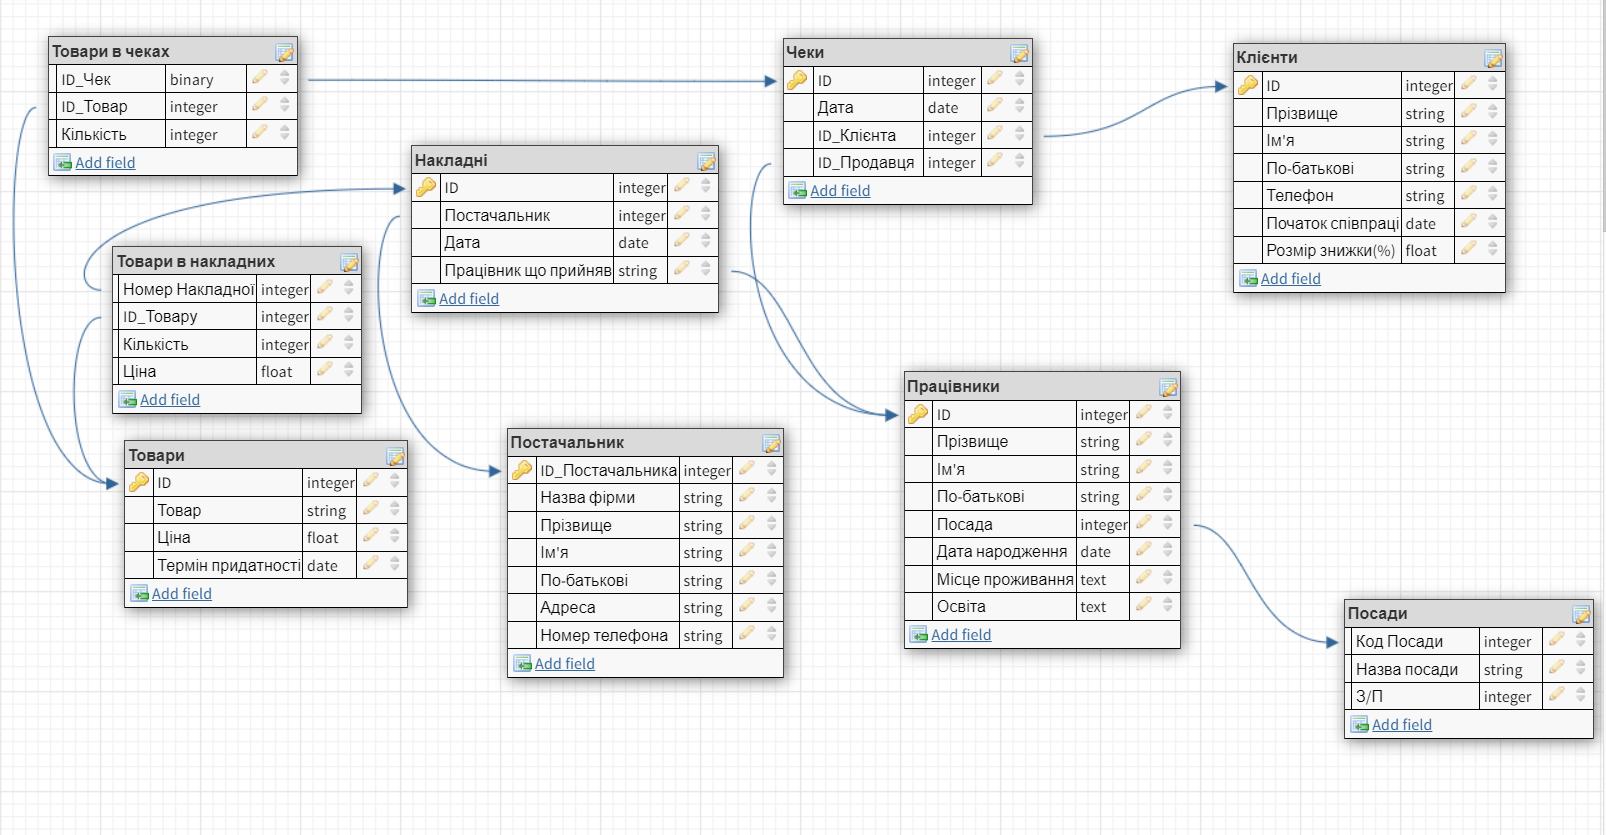 Товари в чеках
ID_Чек binary
ID_Товар integer
Кількість integer
Add field
Чеки
ID integer
Дата date
ID_Клієнта integer
ID_Продавця integer
Add field
Клієнти
ID integer
Прізвище string
Ім'я string
По-батькові string
Телефон string
Початок співпраці date
Розмір знижки(%) float
Add field
Накладні
ID integer
Постачальник integer
Дата date
Працівник що прийняв string
Add field
Товари в накладних
Номер Накладної integer
ID_Товару integer
Кількість integer
Ціна float
Add field
Товари
ID integer
Товар string
Ціна float
Термін придатності date
Add field
Постачальник
ID_Постачальника integer
Назва фірми string
Прізвище string
Ім'я string
По-батькові string
Адреса string
Номер телефона string
Add field
Працівники
ID integer
Прізвище string
Ім'я string
По-батькові string
Посада integer
Дата народження date
Місце проживання text
Освіта text
Add field
Посади
Код Посади integer
Назва посади string
З/П integer
Add field